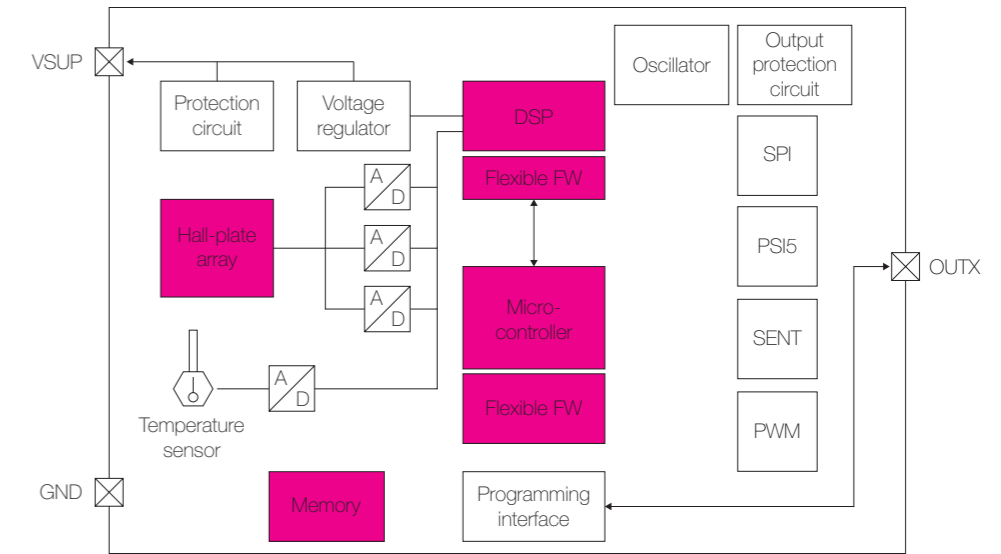 VSUP
Protection
circuit
Voltage
regulator
DSP
Flexible FW
Oscillator
Output
protection
circuit
SPI
PSI5
SENT
PWM
OUTX
Hall-plate
array
A
D
A
D
A
D
Micro-
controller
Flexible FW
Temperature
sensor
A
D
GND
Memory
Programming
interface